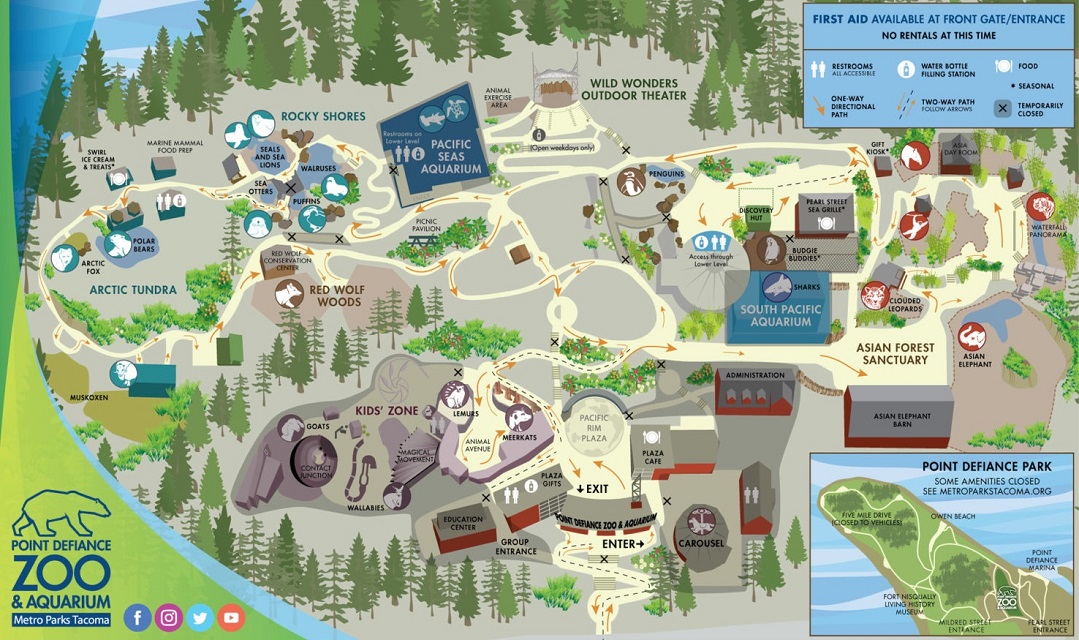 FIRST AID AVAILABLE AT FRONT GATE/ENTRANCE
NO RENTALS AT THIS TIME
RESTROOMS
ALL ACCESSIBLE
WATER BOTTLE
FILLING STATION
FOOD
• SEASONAL
ONE-WAY
DIRECTIONAL
PATH
TWO-WAY PATH
FOLLOW ARROWS
TEMPORARILY
CLOSED
WILD WONDERS
OUTDOOR THEATER
ANIMAL
EXERCISE
AREA
(Open weekdays only)
ROCKY SHORES
Restrooms on
Lower Level
PACIFIC
SEAS
AQUARIUM
MARINE MAMMAL
FOOD PREP
SWIRL
ICE CREAM
& TREATS*
SEALS
AND SEA
LIONS
WALRUSES
SEA
OTTERS
PUFFINS
POLAR
BEARS
ARCTIC
FOX
ARCTIC TUNDRA
MUSKOXEN
PICNIC
PAVILION
RED WOLF
CONSERVATION
CENTER
RED WOLF
WOODS
PENGUINS
GIFT
KIOSK*
ASIA
DAY ROOM
DISCOVERY
HUT
PEARL STREET
SEA GRILLE*
WATERFALL
PANORAMA
Access through
Lower Level
BUDGIE
BUDDIES*
SHARKS
SOUTH PACIFIC
AQUARIUM
CLOUDED
LEOPARDS
ASIAN FOREST
SANCTUARY
ASIAN
ELEPHANT
ASIAN ELEPHANT
BARN
ADMINISTRATION
KIDS' ZONE
LEMURS
MEERKATS
ANIMAL
AVENUE
GOATS
CONTACT
JUNCTION
MAGICAL
MOVEMENT
WALLABIES
PACIFIC
RIM
PLAZA
PLAZA
CAFE
PLAZA
GIFTS
EXIT
POINT DEFIANCE ZOO & AQUARIUM
ENTER
EDUCATION
CENTER
GROUP
ENTRANCE
CAROUSEL
POINT DEFIANCE PARK
SOME AMENITIES CLOSED
SEE METROPARKSTACOMA.ORG
FIVE MILE DRIVE
(CLOSED TO VEHICLES)
OWEN BEACH
POINT
DEFIANCE
MARINA
FORT NISQUALLY
LIVING HISTORY
MUSEUM
ZOO
MILDRED STREET
ENTRANCE
PEARL STREET
ENTRANCE
POINT DEFIANCE
ZOO
& AQUARIUM
Metro Parks Tacoma